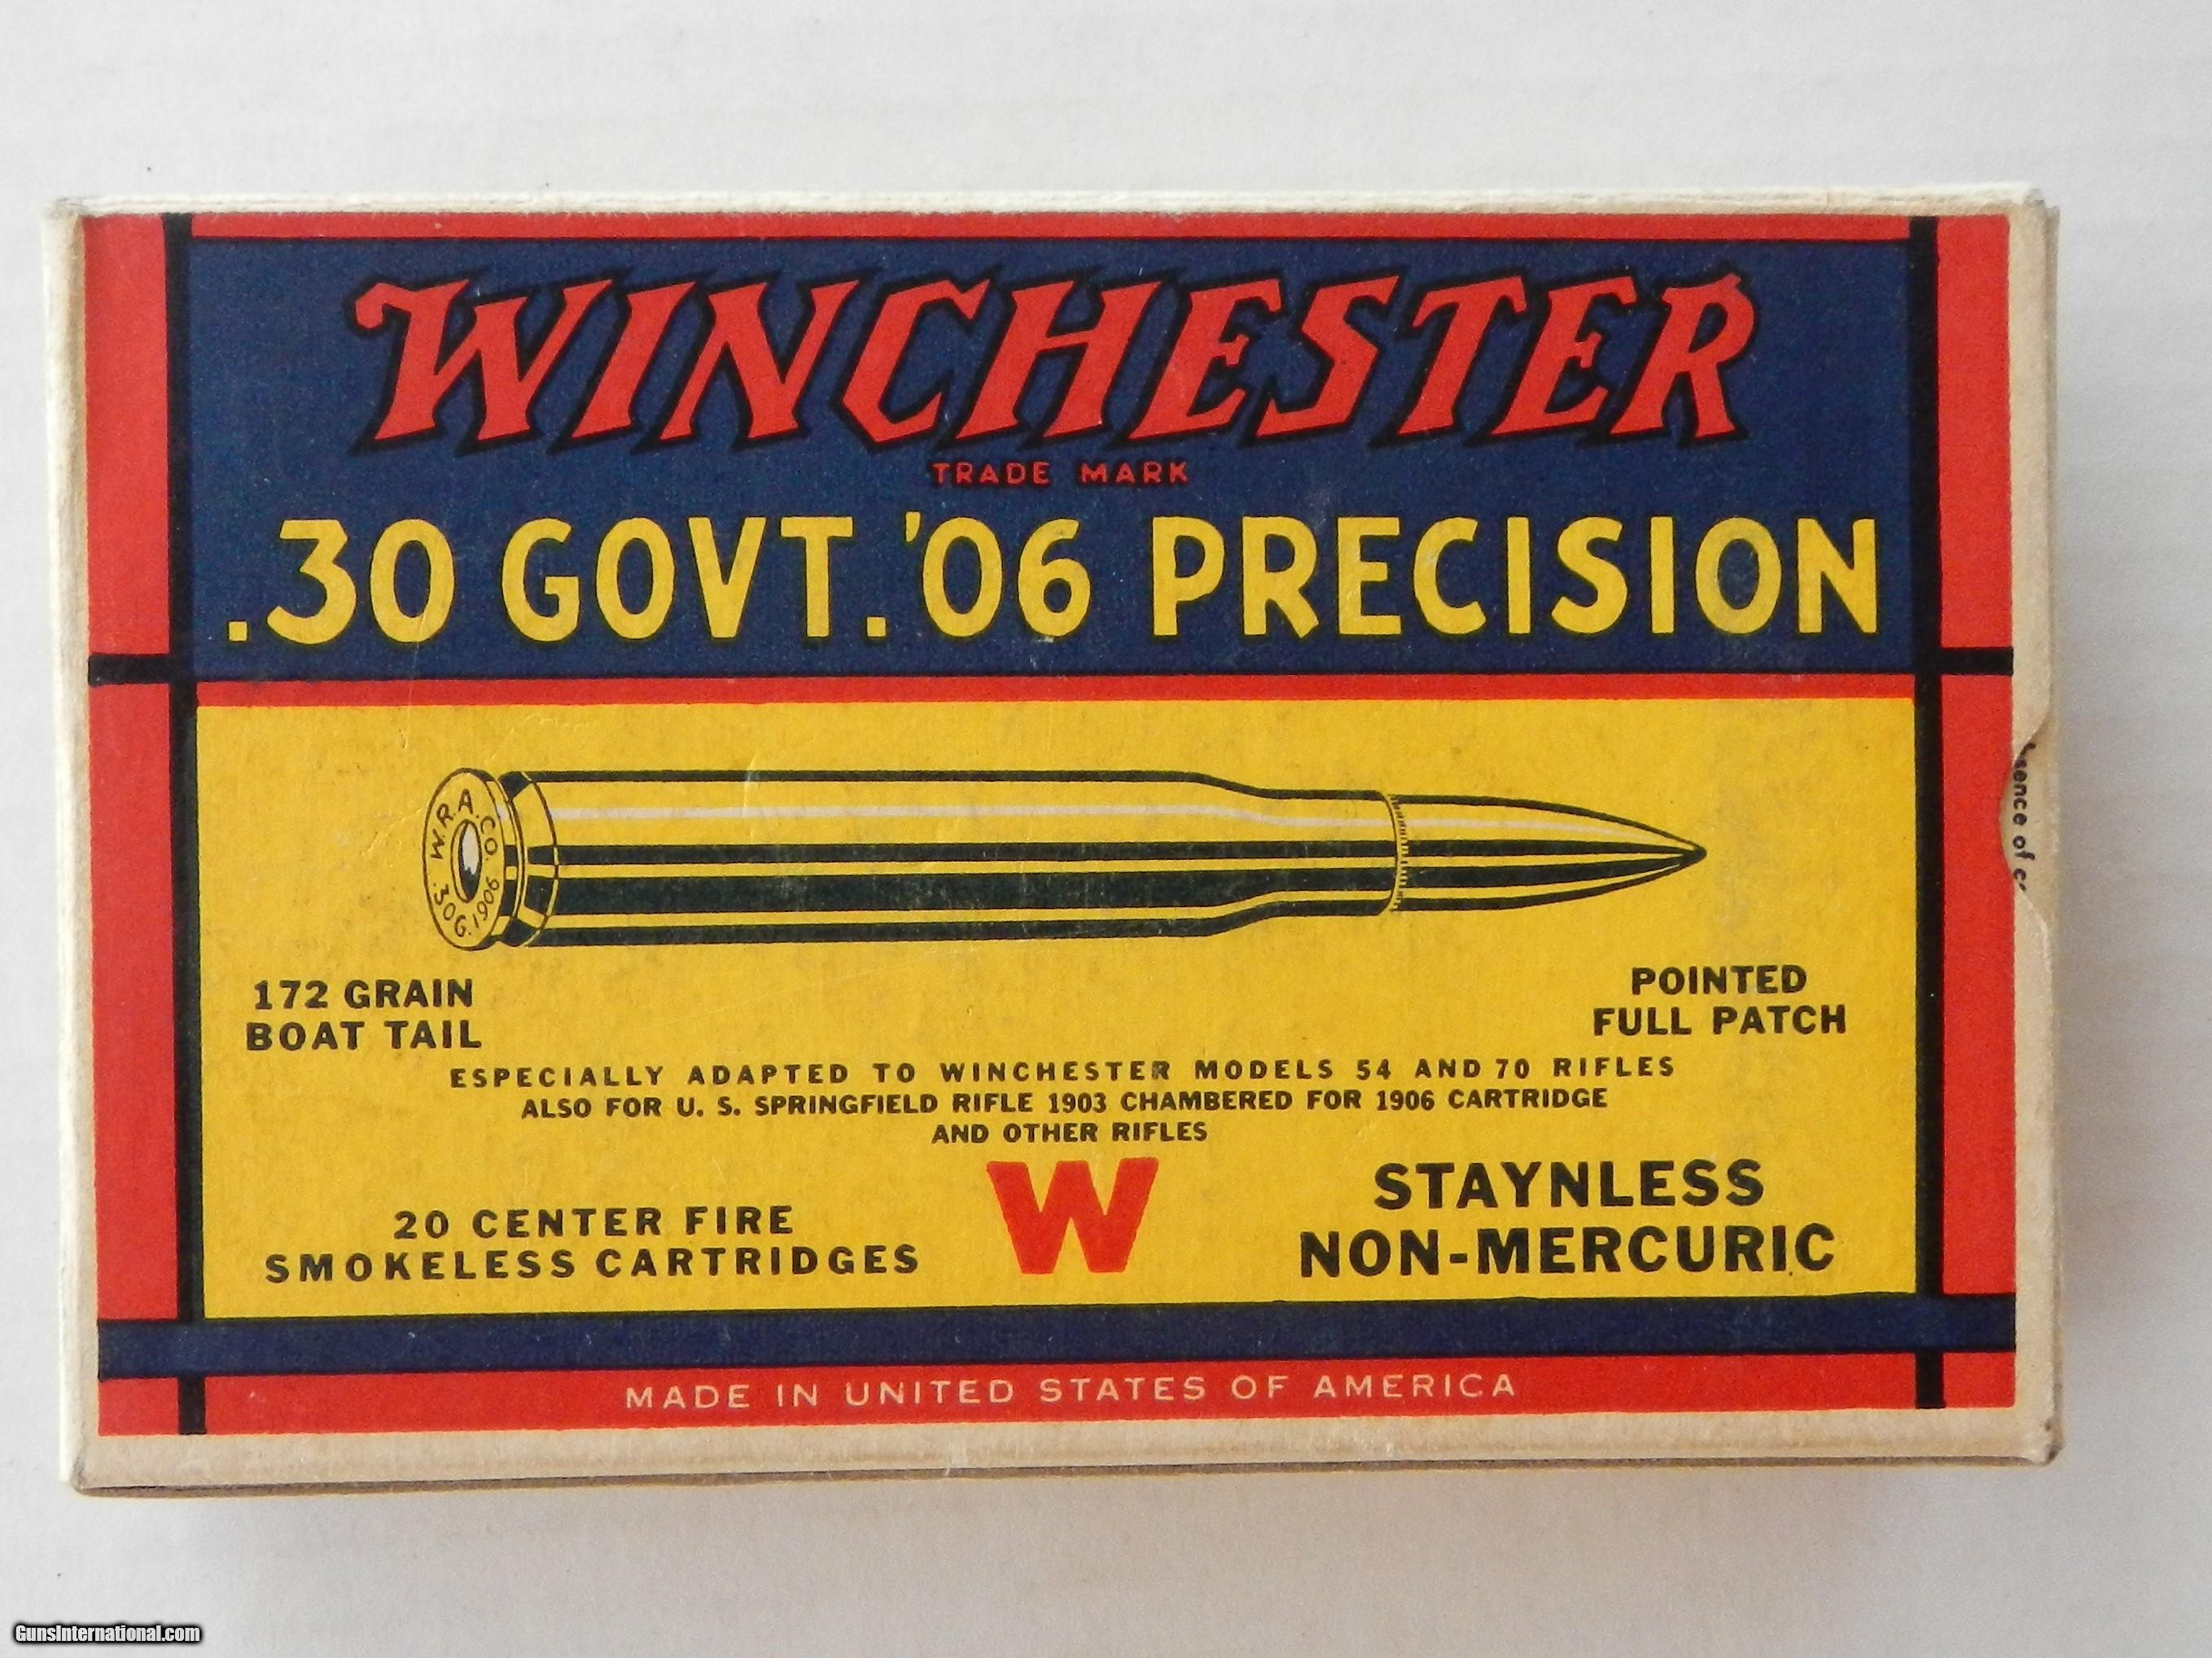 WINCHESTER
TRADE MARK
.30 GOVT. '06 PRECISION
W.R.A.CO.
.30G.1906
172 GRAIN
BOAT TAIL
POINTED
FULL PATCH
ESPECIALLY ADAPTED TO WINCHESTER MODELS 54 AND 70 RIFLES
ALSO FOR U. S. SPRINGFIELD RIFLE 1903 CHAMBERED FOR 1906 CARTRIDGE
AND OTHER RIFLES
20 CENTER FIRE
SMOKELESS CARTRIDGES
W
STAYNLESS
NON-MERCURIC
MADE IN UNITED STATES OF AMERICA
of
GunsInternational.com